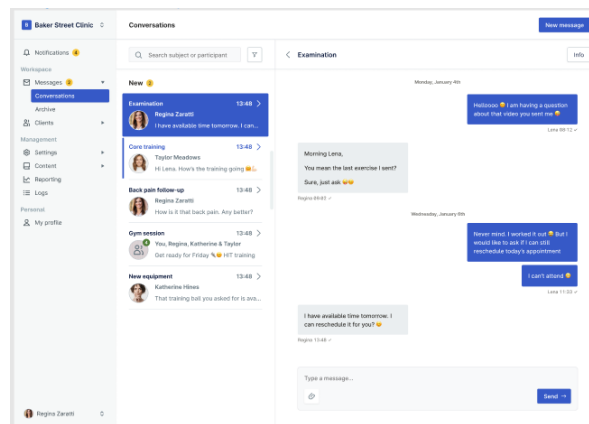 B Baker Street Clinic
Notifications 4
Workspace
Messages
Conversations
Archive
Clients
Management
Settings
Content
Reporting
Logs
Personal
My profile
Regina Zaratti
Conversations
New message
Search subject or participant
New
Examination 13:48
Regina Zaratti
I have available time tomorrow. I can...
Core training 13:48
Taylor Meadows
Hi Lena. How's the training going
Back pain follow-up 13:48
Regina Zaratti
How is it that back pain. Any better?
Gym session 13:48
You, Regina, Katherine & Taylor
Get ready for Friday HIT training
New equipment 13:48
Katherine Hines
That training ball you asked for is ava...
Examination
Info
Monday, January 4th
Helloooo I am having a question
about that video you sent me
Lena 09:12
Morning Lena,
You mean the test exercise I sent?
Sure, just ask
Regina
Wednesday, January 6th
Never mind. I worked it out But I
would like to ask if I can still
reschedule today's appointment
I can't attend
Lena 11:55
I have available time tomorrow. I
can reschedule it for you?
Regina 13:48
Type a message...
Send →